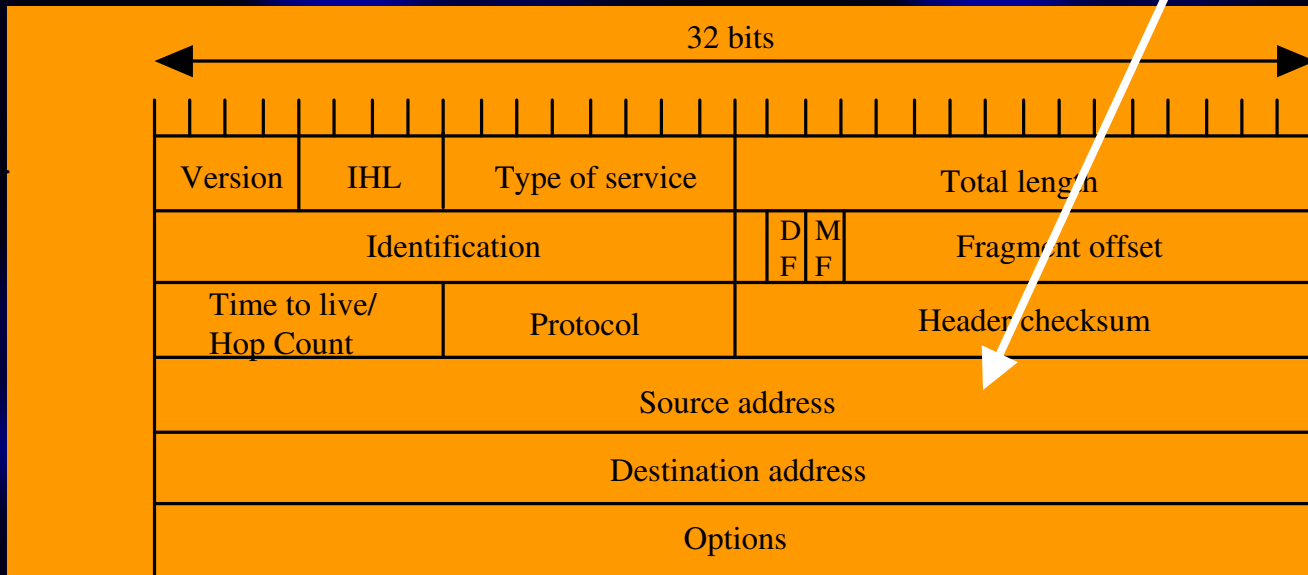 32 bits
Version IHL Type of service Total length
Identification D F M F Fragment offset
Time to live/
Hop Count Protocol Header checksum
Source address
Destination address
Options